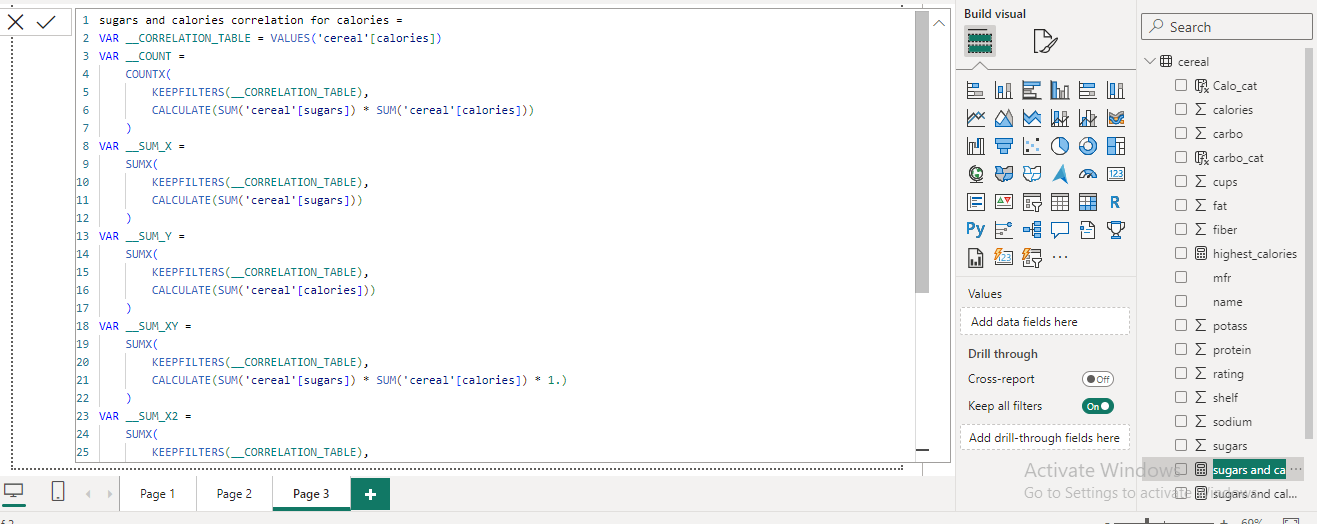 1 sugars and calories correlation for calories =
2 VAR __CORRELATION_TABLE = VALUES('cereal'[calories])
3 VAR __COUNT =
4 COUNTX(
5 KEEPFILTERS(__CORRELATION_TABLE),
6 CALCULATE(SUM('cereal'[sugars]) * SUM('cereal'[calories]))
7 )
8 VAR __SUM_X =
9 SUMX(
10 KEEPFILTERS(__CORRELATION_TABLE),
11 CALCULATE(SUM('cereal'[sugars]))
12 )
13 VAR __SUM_Y =
14 SUMX(
15 KEEPFILTERS(__CORRELATION_TABLE),
16 CALCULATE(SUM('cereal'[calories]))
17 )
18 VAR __SUM_XY =
19 SUMX(
20 KEEPFILTERS(__CORRELATION_TABLE),
21 CALCULATE(SUM('cereal'[sugars]) * SUM('cereal'[calories]) * 1.)
22 )
23 VAR __SUM_X2 =
24 SUMX(
25 KEEPFILTERS(__CORRELATION_TABLE),
Page 1
Page 2
Page 3
+
Build visual
123
R
Py
123
...
Values
Add data fields here
Drill through
Cross-report
Off
Keep all filters
On
Add drill-through fields here
Search
cereal
Calo_cat
calories
carbo
carbo_cat
cups
fat
fiber
highest_calories
mfr
name
potass
protein
rating
shelf
sodium
sugars
sugars and ca
...
sugars and cal...
Activate Windows
Go to Settings to activate Windows.